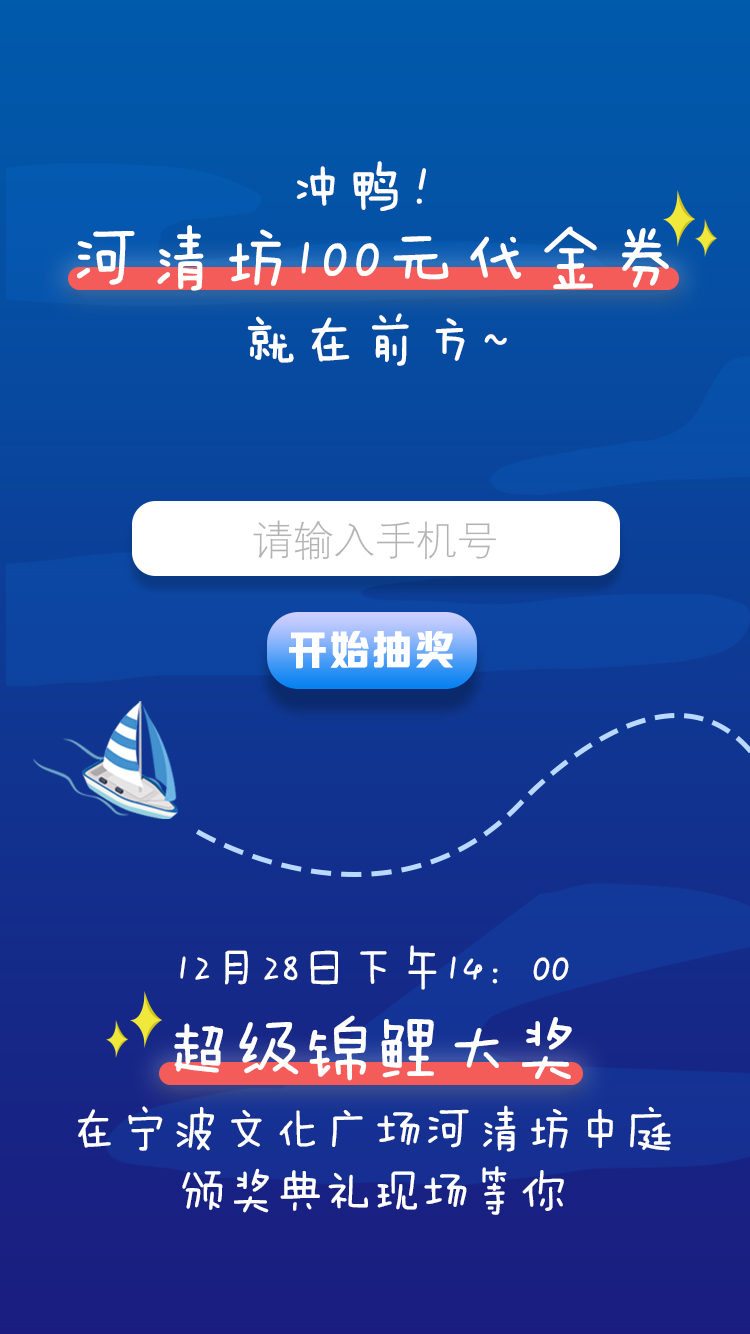 冲鸭!
河清坊100元代金券
就在前方~
请输入手机号
开始抽奖
12月28日下午14：00
超级锦鲤大奖
在宁波文化广场河清坊中庭
颁奖典礼现场等你